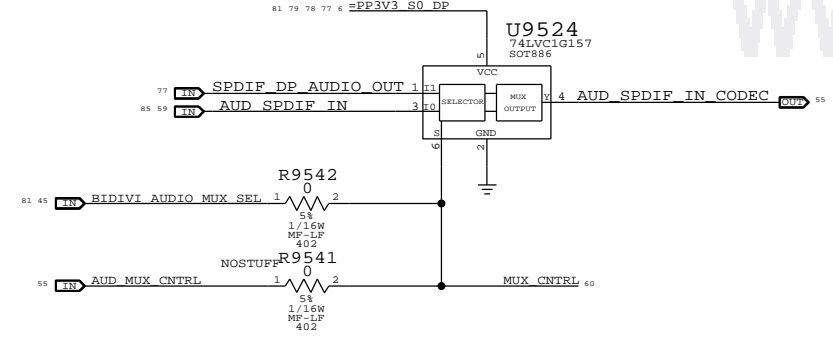 81 79 78 77 6 =PP3V3_S0_DP
U9524
74LVC1G157
SOT886
5
VCC
77 IN SPDIF_DP_AUDIO_OUT 1 I1
SELECTOR
MUX
OUTPUT
Y 4 AUD_SPDIF_IN_CODEC OUT 55
85 59 IN AUD_SPDIF_IN 3 I0
S
GND
6
2
R9542
0
81 45 IN BIDIVI_AUDIO_MUX_SEL 1 2
5%
1/16W
MF-LF
402
NOSTUFF
R9541
0
55 IN AUD_MUX_CNTRL 1 2
MUX_CNTRL 60
5%
1/16W
MF-LF
402